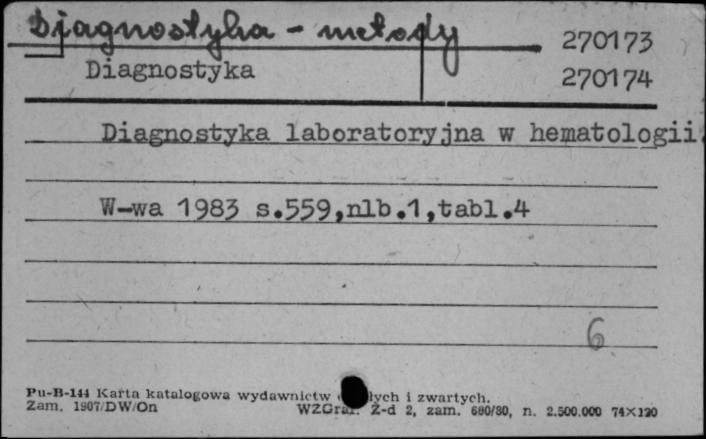 Diagnostyka - metody
270173
Diagnostyka
270174
Diagnostyka laboratoryjna w hematologii.
W-wa 1983 s.559,nlb.1,tabl.4
6
Pu-B-144 Karta katalogowa wydawnictw i zwartych.
Zam. 1907/DW/On WZGraf. Z-d 2, zam. 680/80, n. 2.500.000 74×120